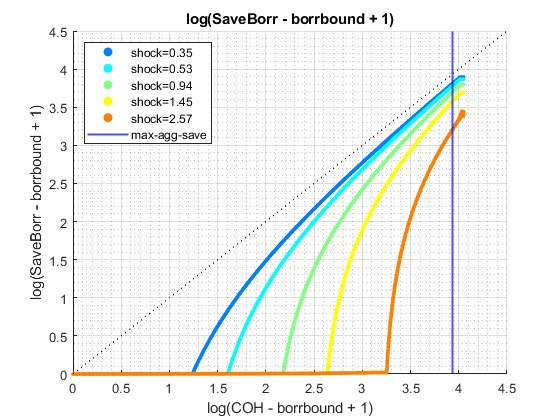 log(SaveBorr - borrbound + 1)
4.5
4
3.5
3
2.5
2
1.5
1
0.5
0
log(SaveBorr - borrbound + 1)
shock=0.35
shock=0.53
shock=0.94
shock=1.45
shock=2.57
max-agg-save
0 0.5 1 1.5 2 2.5 3 3.5 4 4.5
log(COH - borrbound + 1)